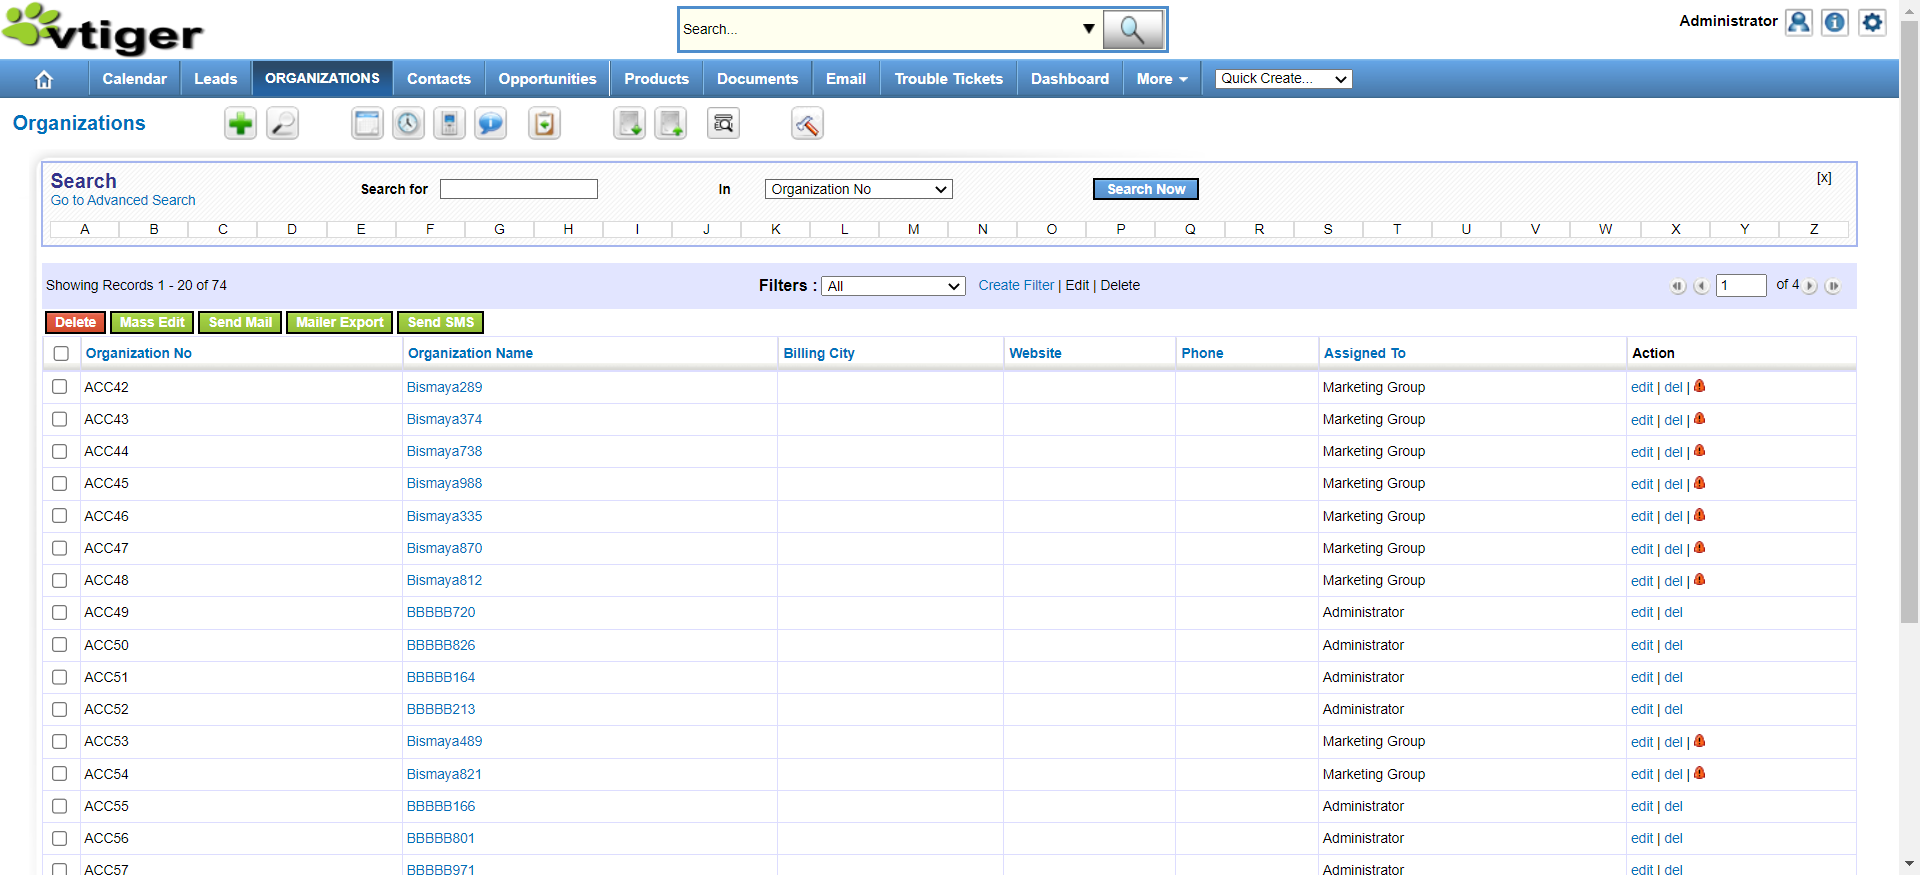 vtiger
Search...
Administrator
Calendar Leads ORGANIZATIONS Contacts Opportunities Products Documents Email Trouble Tickets Dashboard More Quick Create...
Organizations
Search
Go to Advanced Search
Search for In Organization No Search Now [x]
A B C D E F G H I J K L M N O P Q R S T U V W X Y Z
Showing Records 1 - 20 of 74 Filters : All Create Filter | Edit | Delete 1 of 4
Delete Mass Edit Send Mail Mailer Export Send SMS
Organization No Organization Name Billing City Website Phone Assigned To Action
ACC42 Bismaya289 Marketing Group edit | del |
ACC43 Bismaya374 Marketing Group edit | del |
ACC44 Bismaya738 Marketing Group edit | del |
ACC45 Bismaya988 Marketing Group edit | del |
ACC46 Bismaya335 Marketing Group edit | del |
ACC47 Bismaya870 Marketing Group edit | del |
ACC48 Bismaya812 Marketing Group edit | del |
ACC49 BBBBB720 Administrator edit | del
ACC50 BBBBB826 Administrator edit | del
ACC51 BBBBB164 Administrator edit | del
ACC52 BBBBB213 Administrator edit | del
ACC53 Bismaya489 Marketing Group edit | del |
ACC54 Bismaya821 Marketing Group edit | del |
ACC55 BBBBB166 Administrator edit | del
ACC56 BBBBB801 Administrator edit | del
ACC57 BBBBB971 Administrator edit | del